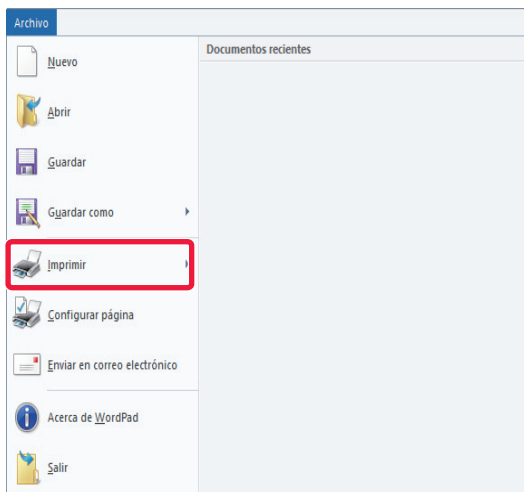 Archivo
Documentos recientes
Nuevo
Abrir
Guardar
Guardar como
Imprimir
Configurar página
Enviar en correo electrónico
Acerca de WordPad
Salir